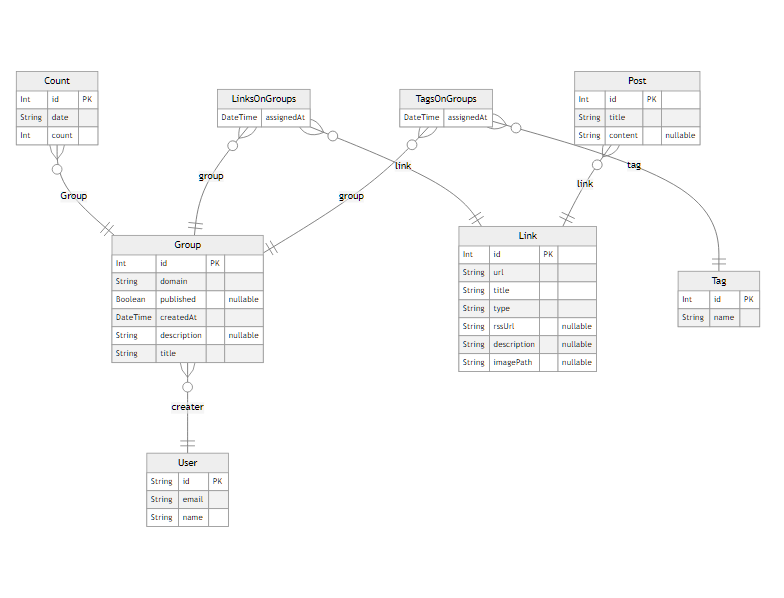 Count
Int id PK
String date
Int count
LinksOnGroups
DateTime assignedAt
TagsOnGroups
DateTime assignedAt
Post
Int id PK
String title
String content nullable
Group
group
group
link
link
tag
Group
Int id PK
String domain
Boolean published nullable
DateTime createdAt
String description nullable
String title
Link
Int id PK
String url
String title
String type
String rssUrl nullable
String description nullable
String imagePath nullable
Tag
Int id PK
String name
creater
User
String id PK
String email
String name